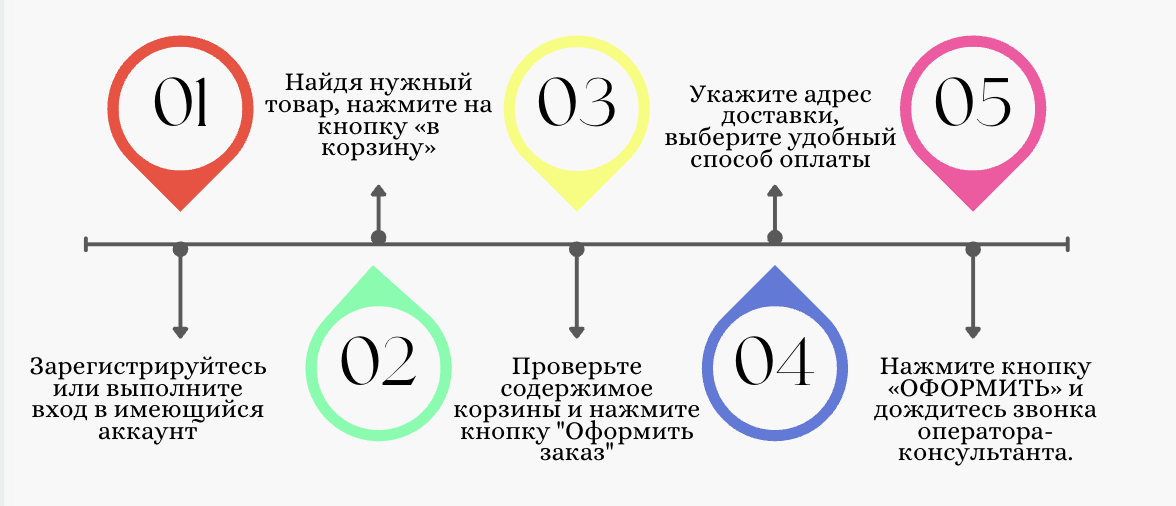 01
Зарегистрируйтесь
или выполните
вход в имеющийся
аккаунт
02
Найдя нужный
товар, нажмите на
кнопку «в
корзину»
03
Проверьте
содержимое
корзины и нажмите
кнопку "Оформить
заказ"
04
Укажите адрес
доставки,
выберите удобный
способ оплаты
05
Нажмите кнопку
«ОФОРМИТЬ» и
дождитесь звонка
оператора-
консультанта.